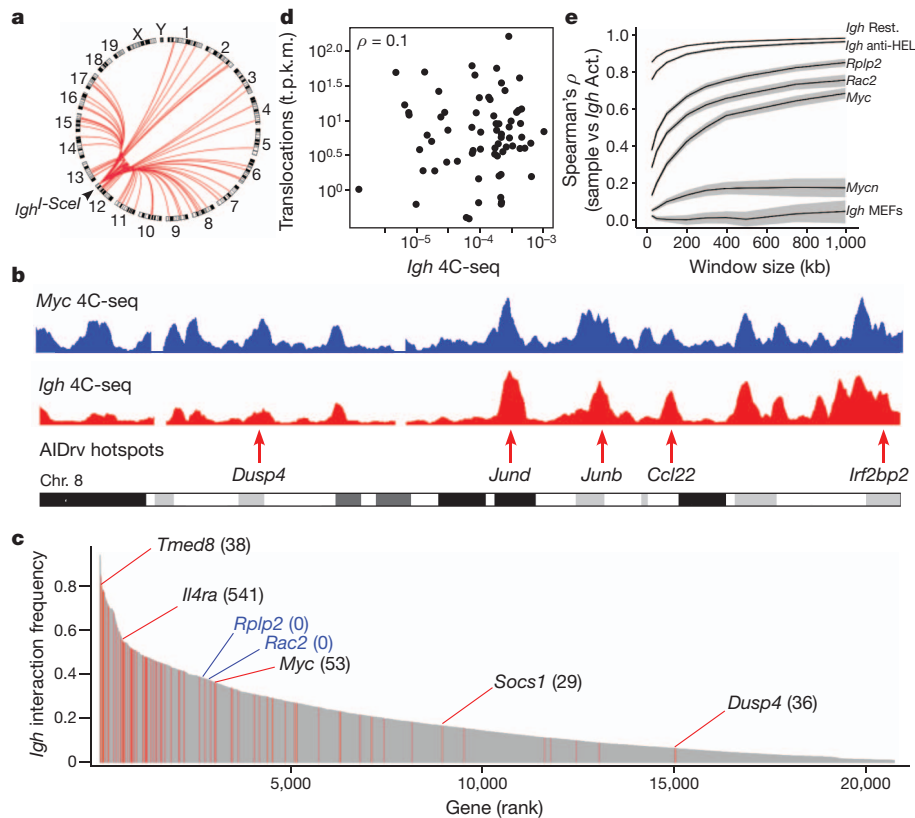 a
X Y 1 2 3 4 5 6 7 8 9 10 11 12 13 14 15 16 17 18 19
Igh^I-SceI
d
ρ = 0.1
Translocations (t.p.k.m.)
10^2.0
10^1.5
10^1.0
10^0.5
10^0
10^−5 10^−4 10^−3
Igh 4C-seq
e
Spearman's ρ
(sample vs Igh Act.)
1.0
0.8
0.6
0.4
0.2
0.0
Igh Rest.
Igh anti-HEL
Rplp2
Rac2
Myc
Mycn
Igh MEFs
0 200 400 600 800 1,000
Window size (kb)
b
Myc 4C-seq
Igh 4C-seq
AIDrv hotspots
Dusp4 Jund Junb Ccl22 Irf2bp2
Chr. 8
c
Igh interaction frequency
0.8
0.6
0.4
0.2
0
Tmed8 (38)
Il4ra (541)
Rplp2 (0)
Rac2 (0)
Myc (53)
Socs1 (29)
Dusp4 (36)
5,000 10,000 15,000 20,000
Gene (rank)